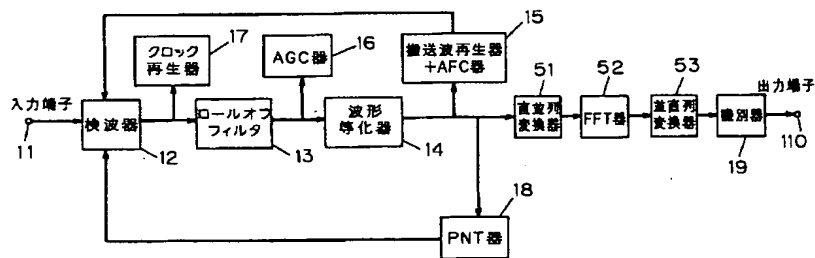 15
17
16
クロック
再生器
AGC器
搬送波再生器
+AFC器
51
52
53
入力端子
11
検波器
12
ロールオフ
フィルタ
13
波形
等化器
14
直並列
変換器
FFT器
並直列
変換器
識別器
19
出力端子
110
18
PNT器